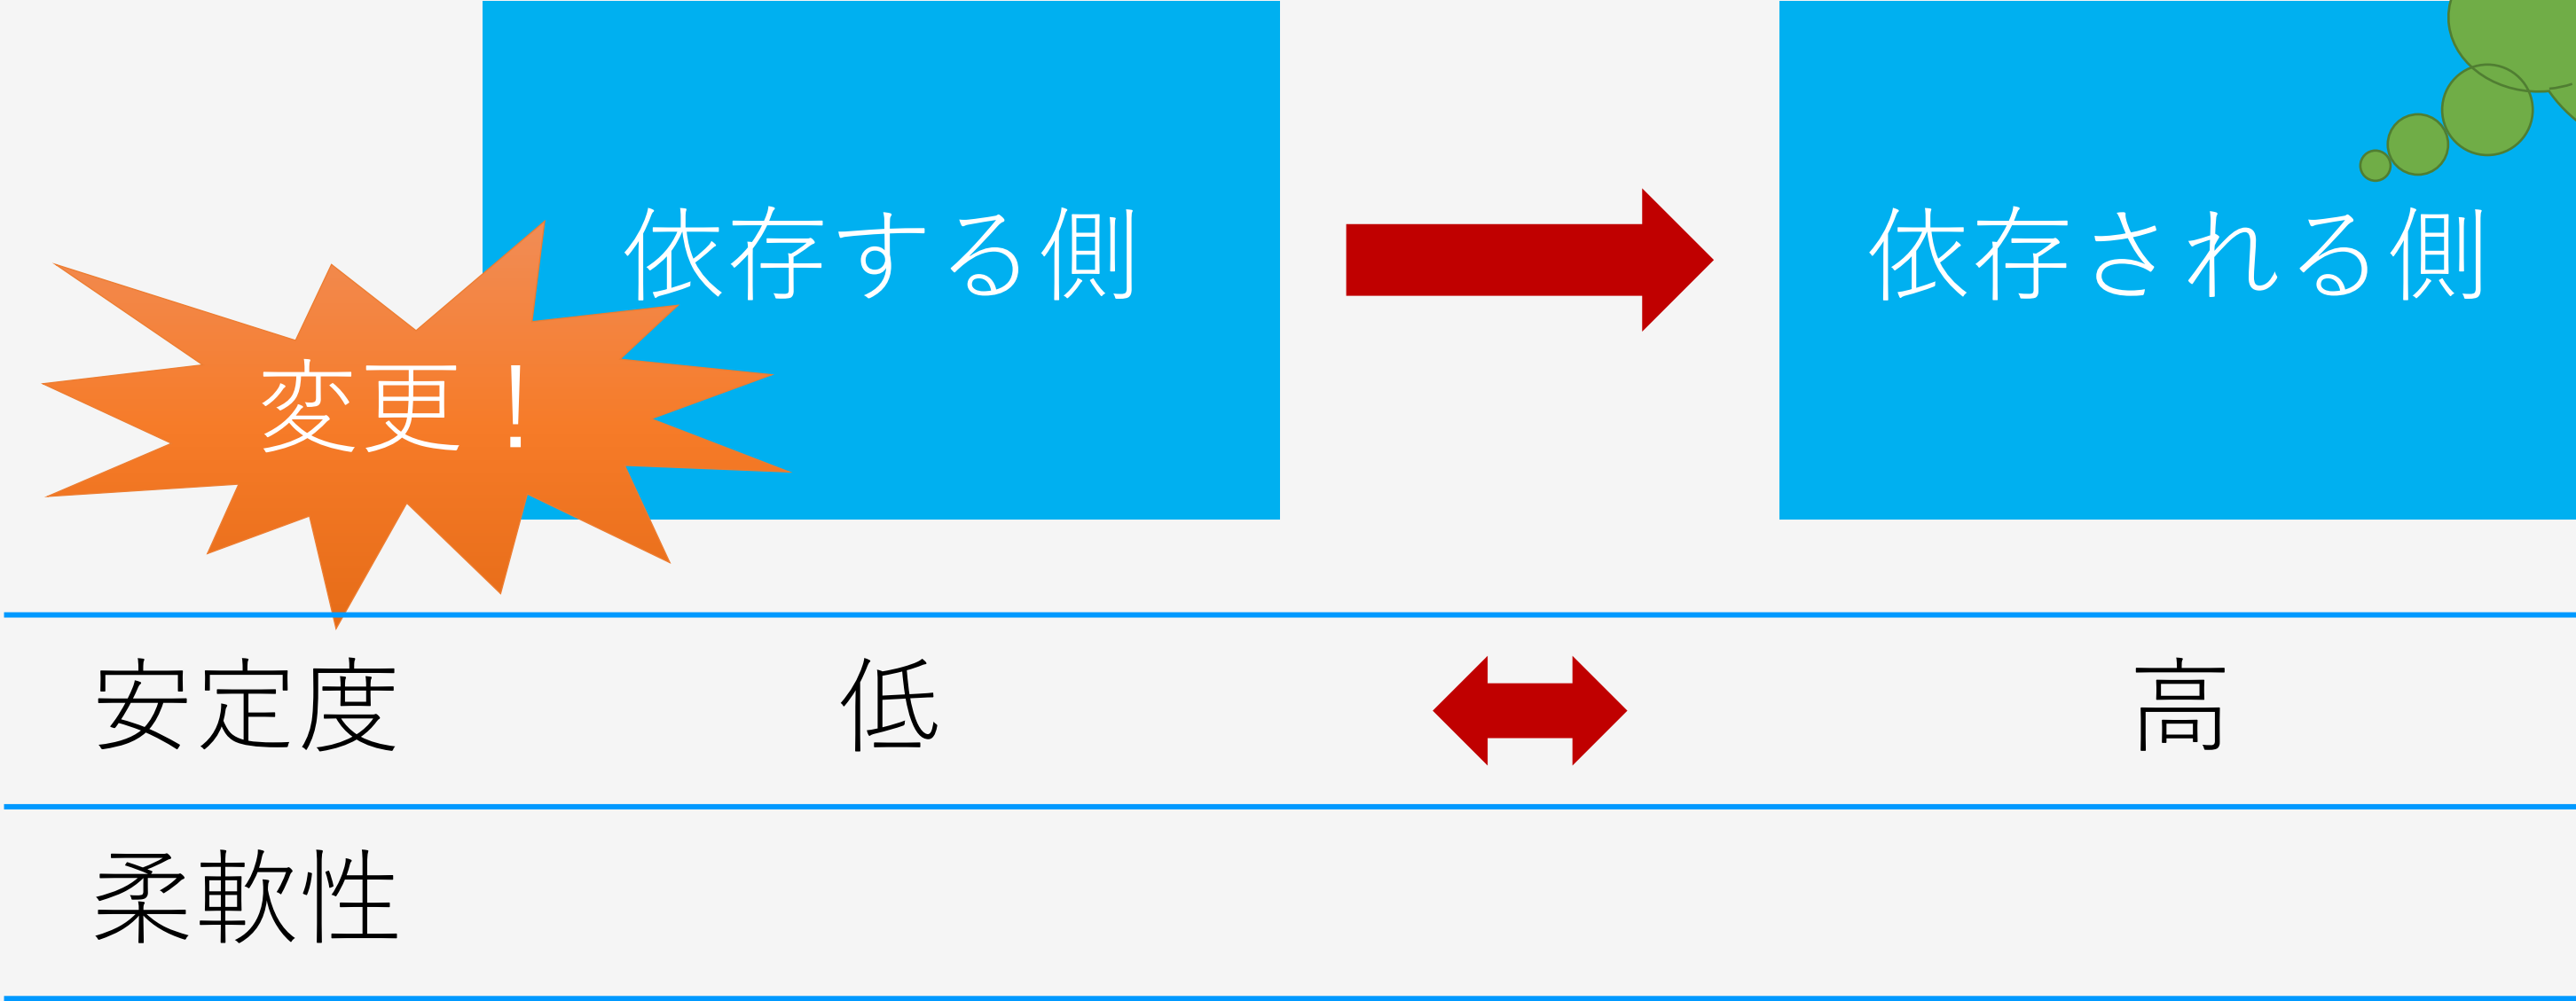 依存する側
依存される側
変更！
安定度
低
高
柔軟性